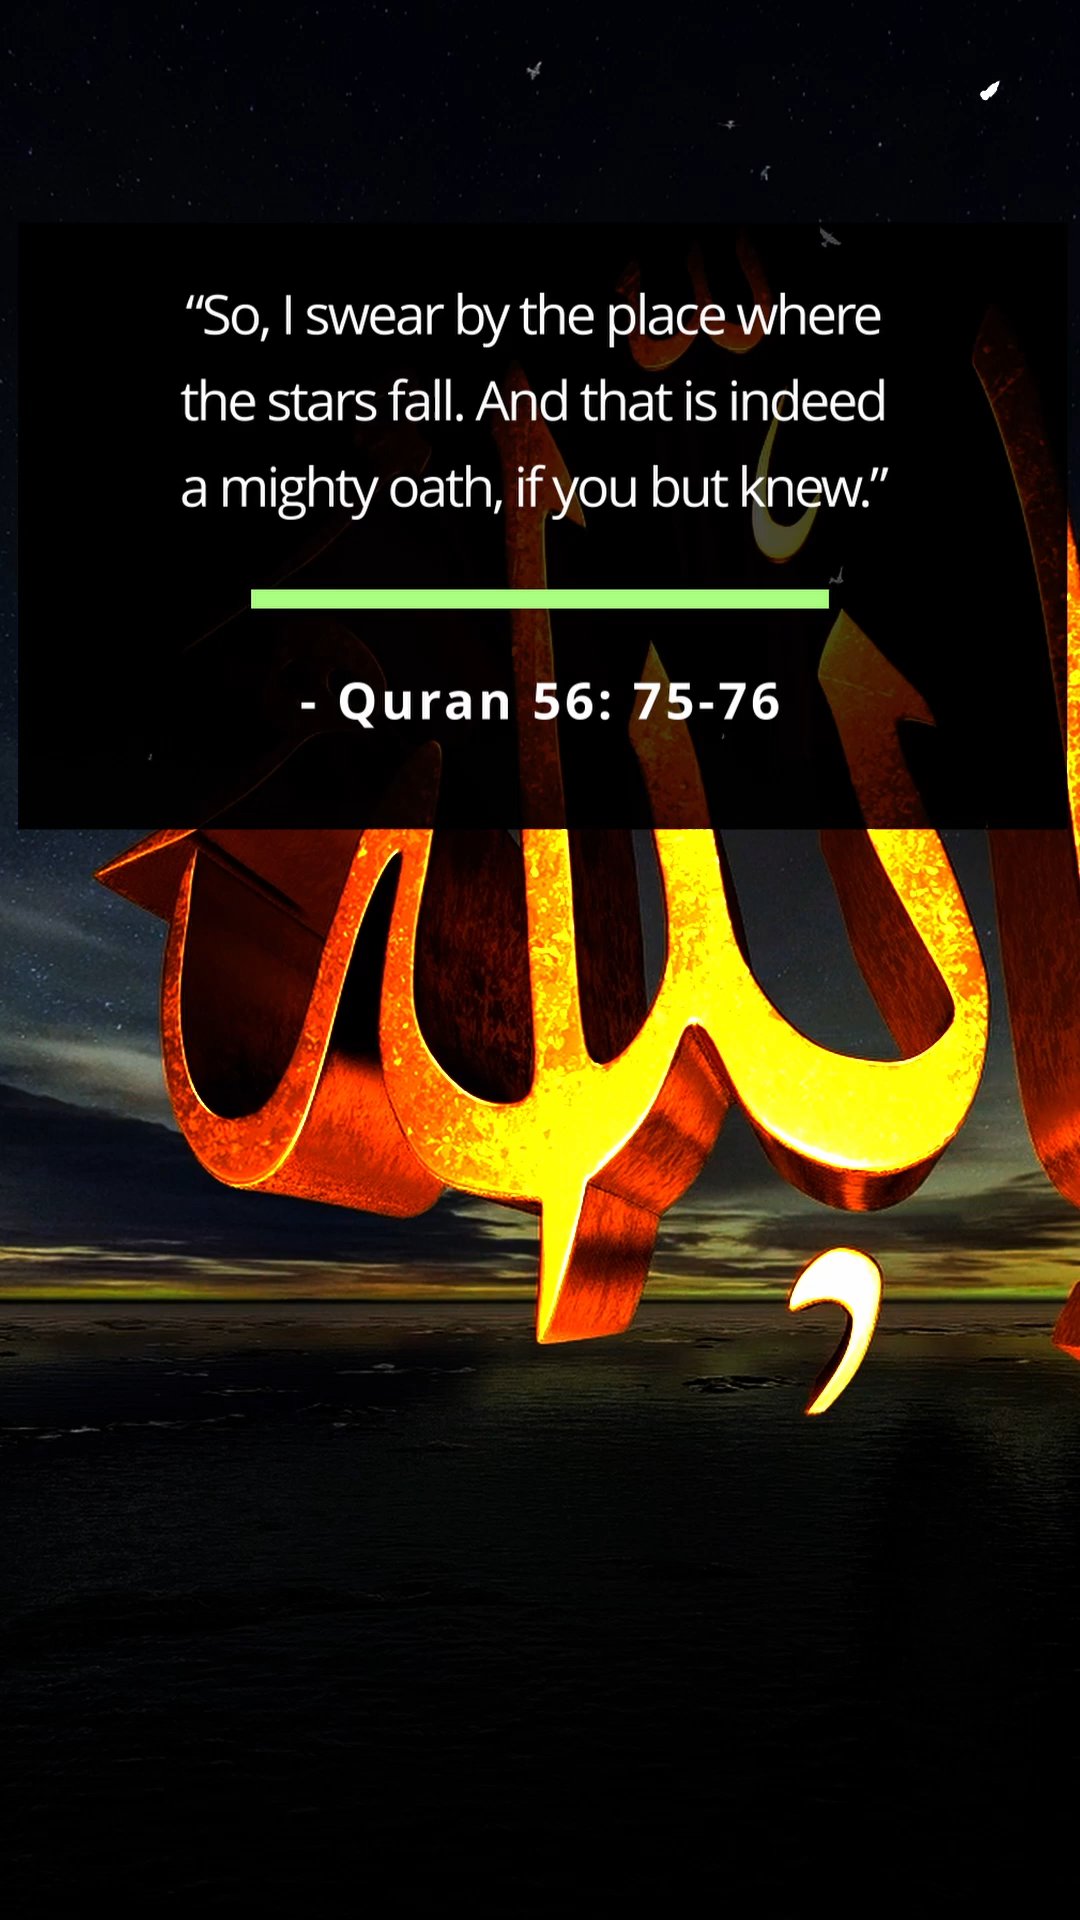 “So, I swear by the place where
the stars fall. And that is indeed
a mighty oath, if you but knew.”
- Quran 56: 75-76
الله